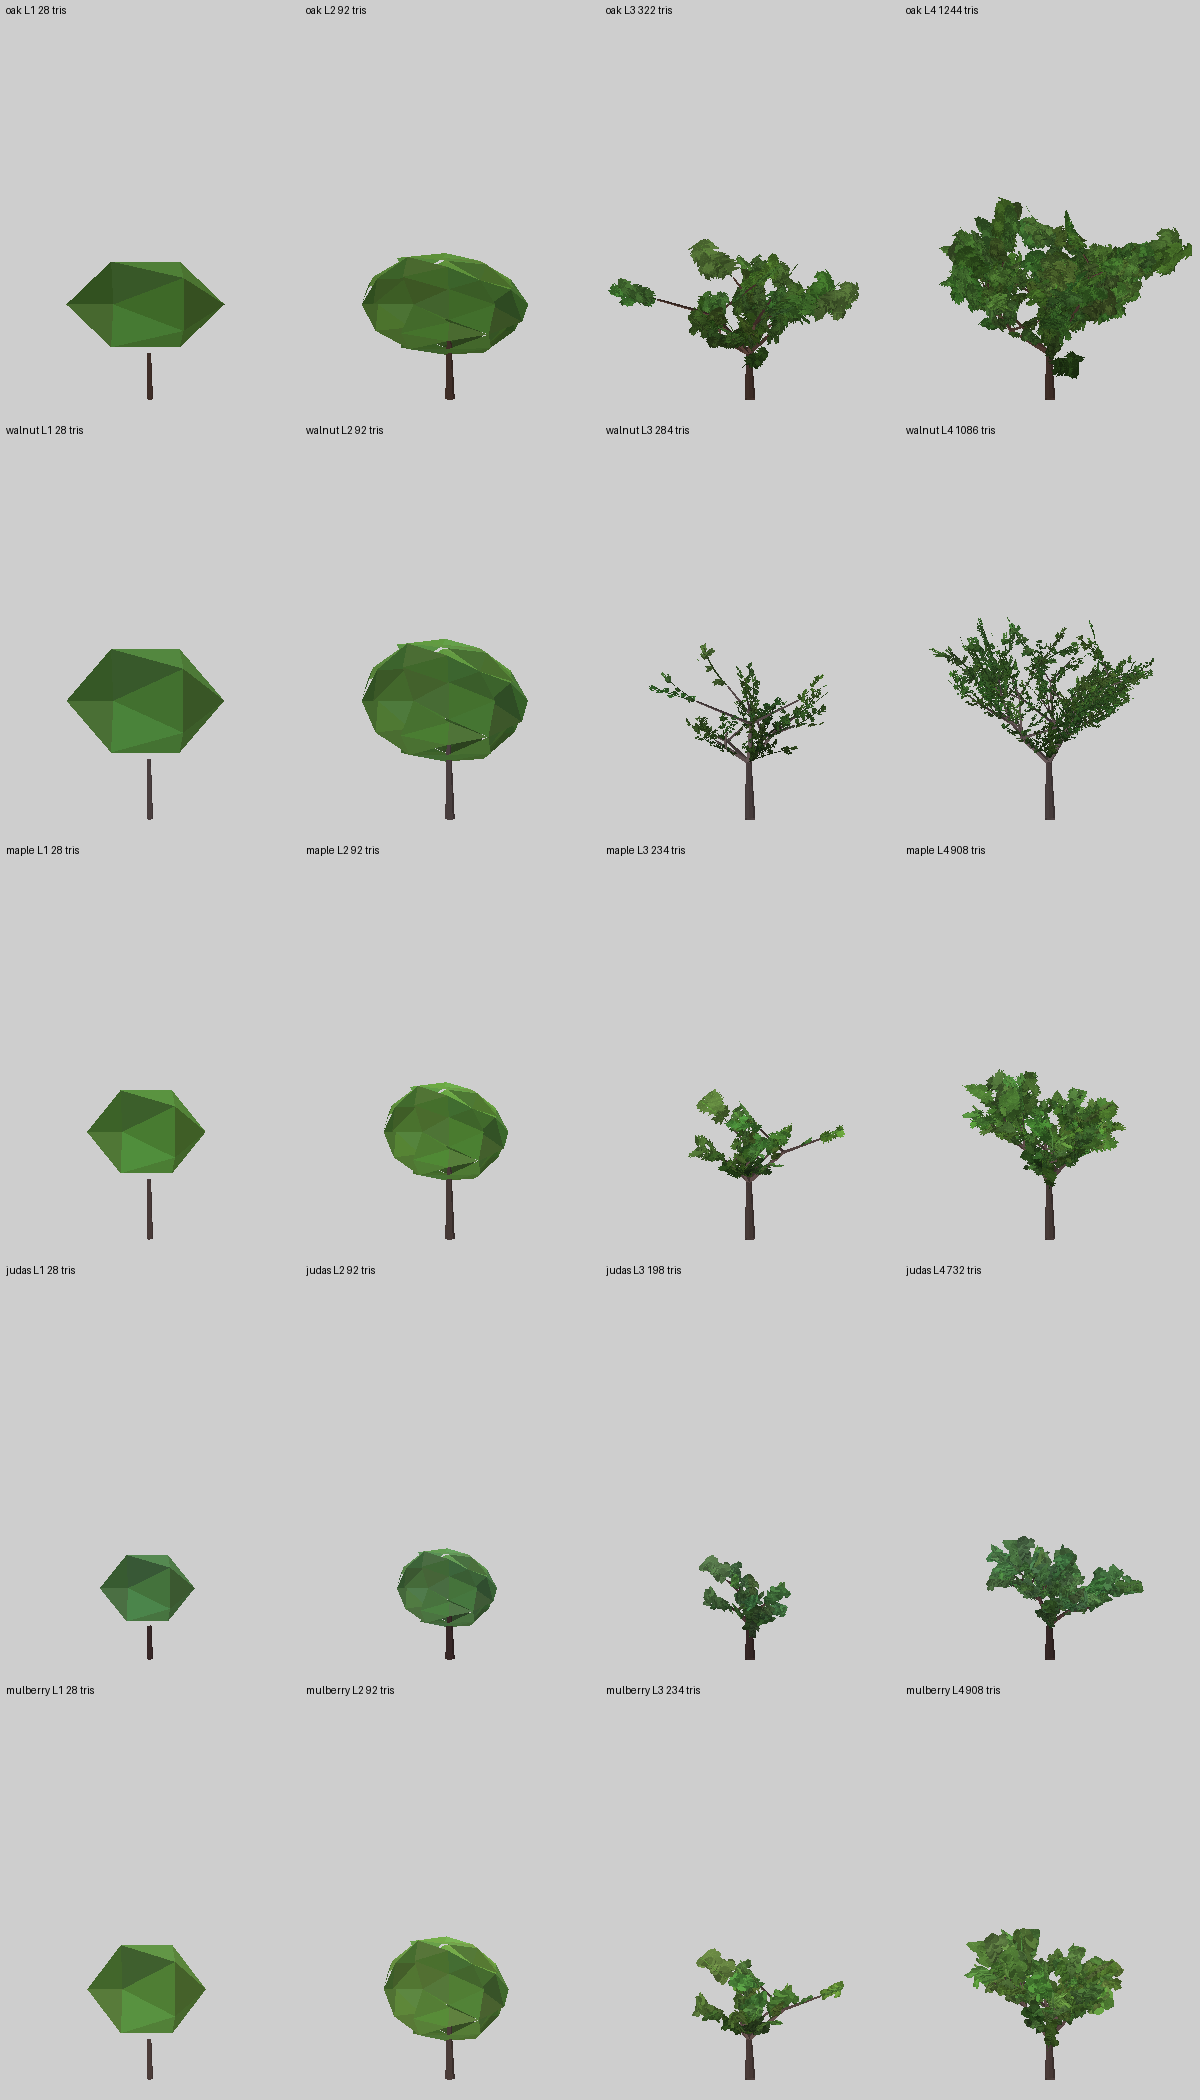 oak L1 28 tris
oak L2 92 tris
oak L3 322 tris
oak L4 1244 tris
walnut L1 28 tris
walnut L2 92 tris
walnut L3 284 tris
walnut L4 1086 tris
maple L1 28 tris
maple L2 92 tris
maple L3 234 tris
maple L4 908 tris
judas L1 28 tris
judas L2 92 tris
judas L3 198 tris
judas L4 732 tris
mulberry L1 28 tris
mulberry L2 92 tris
mulberry L3 234 tris
mulberry L4 908 tris